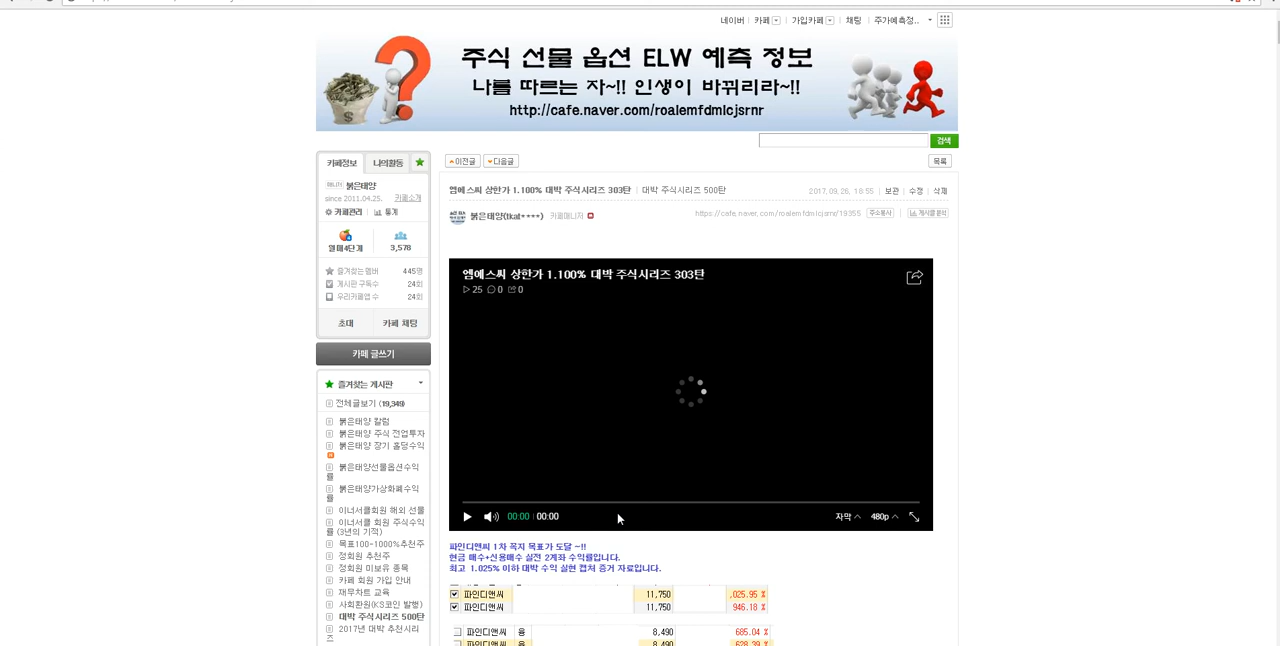 네이버 카페 가입카페 채팅 주가예측정..
주식 선물 옵션 ELW 예측 정보
나를 따르는 자~!! 인생이 바뀌리라~!!
http://cafe.naver.com/roalemfdmlcjsrnr
검색
카페정보 나의활동
매니저 붉은태양
since 2011.04.25. 카페소개
카페관리 통계
열매4단계 3,578
즐겨찾는 멤버 445명
게시판 구독수 24회
우리카페앱 수 24회
초대 카페 채팅
카페 글쓰기
즐겨찾는 게시판
전체글보기 (19,349)
붉은태양 칼럼
붉은태양 주식 전업투자
붉은태양 장기 홀딩수익
붉은태양선물옵션수익
률
붉은태양가상화폐수익
률
이너서클회원 해외 선물
이너서클 회원 주식수익
률 (3년의 기적)
목표100-1000%추천주
정회원 추천주
정회원 미보유 종목
카페 회원 가입 안내
재무차트 교육
사회환원(KS코인 발행)
대박 주식시리즈 500탄
2017년 대박 추천시리
즈
이전글 다음글 목록
엠에스씨 상한가 1.100% 대박 주식시리즈 303탄 대박 주식시리즈 500탄 2017.09.26. 18:55 보관 수정 삭제
붉은태양(tkat****) 카페매니저 https://cafe.naver.com/roalemfdmlcjsrnr/19355 주소복사 게시글 분석
엠에스씨 상한가 1.100% 대박 주식시리즈 303탄
25 0 0
00:00 00:00 자막 480p
파인디앤씨 1차 꼭지 목표가 도달 ~!!
현금 매수+신용매수 실전 2계좌 수익률입니다.
최고 1.025% 이하 대박 수익 실현 캡처 증거 자료입니다.
파인디앤씨 11,750 ,025.95 %
파인디앤씨 11,750 946.18 %
파인디앤씨 융 8,490 685.04 %
파인디앤씨 융 8,490 628.39 %